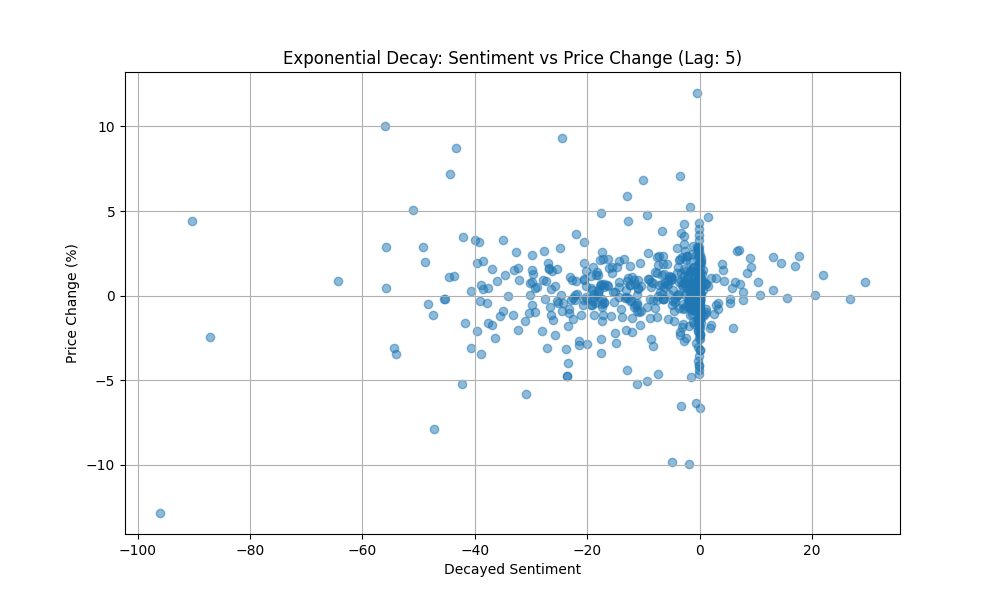 Exponential Decay: Sentiment vs Price Change (Lag: 5)
Price Change (%)
10
5
0
−5
−10
−100 −80 −60 −40 −20 0 20
Decayed Sentiment